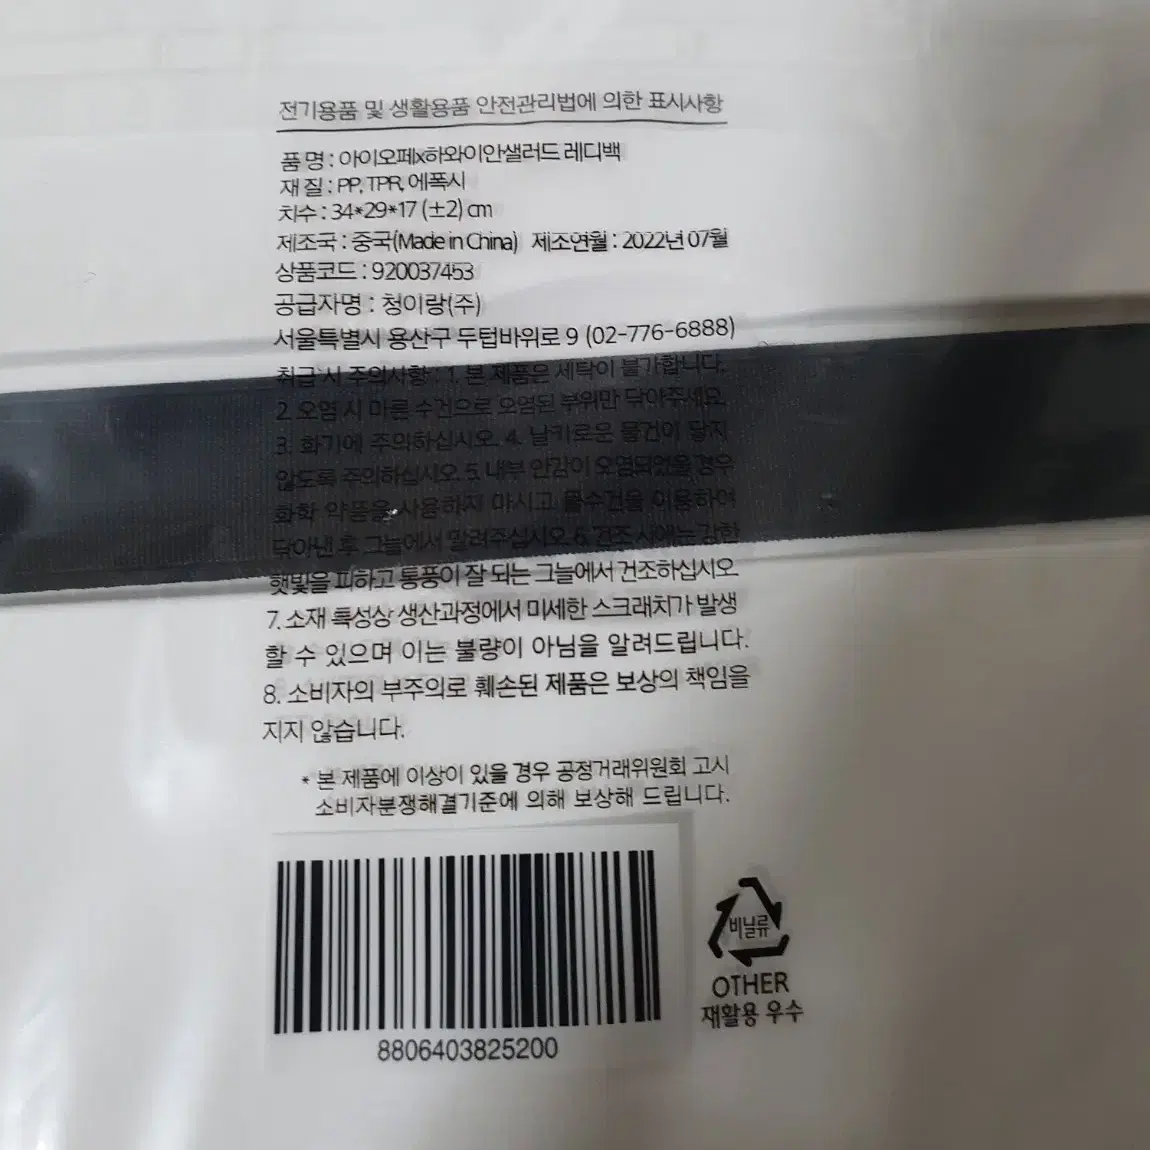 전기용품 및 생활용품 안전관리법에 의한 표시사항
품 명 : 아이오페x하와이안샐러드 레디백
재 질 : PP, TPR, 에폭시
치수 : 34*29*17 (±2) cm
제조국 : 중국(Made in China) 제조연월 : 2022년 07월
상품코드 : 920037453
공급자명 : 청이랑(주)
서울특별시 용산구 두텁바위로 9 (02-776-6888)
취급 시 주의사항 : 1. 본 제품은 세탁이 불가합니다.
2. 오염 시 마른 수건으로 오염된 부위만 닦아주세요.
3. 화기에 주의하십시오. 4. 날카로운 물건이 닿지
않도록 주의하십시오. 5. 내부 안감이 오염되었을 경우
화학 약품을 사용하지 마시고 물수건을 이용하여
닦아낸 후 그늘에서 말려주십시오. 6. 건조 시에는 강한
햇빛을 피하고 통풍이 잘 되는 그늘에서 건조하십시오.
7. 소재 특성상 생산과정에서 미세한 스크래치가 발생
할 수 있으며 이는 불량이 아님을 알려드립니다.
8. 소비자의 부주의로 훼손된 제품은 보상의 책임을
지지 않습니다.
* 본 제품에 이상이 있을 경우 공정거래위원회 고시
소비자분쟁해결기준에 의해 보상해 드립니다.
비닐류
OTHER
재활용 우수
8806403825200